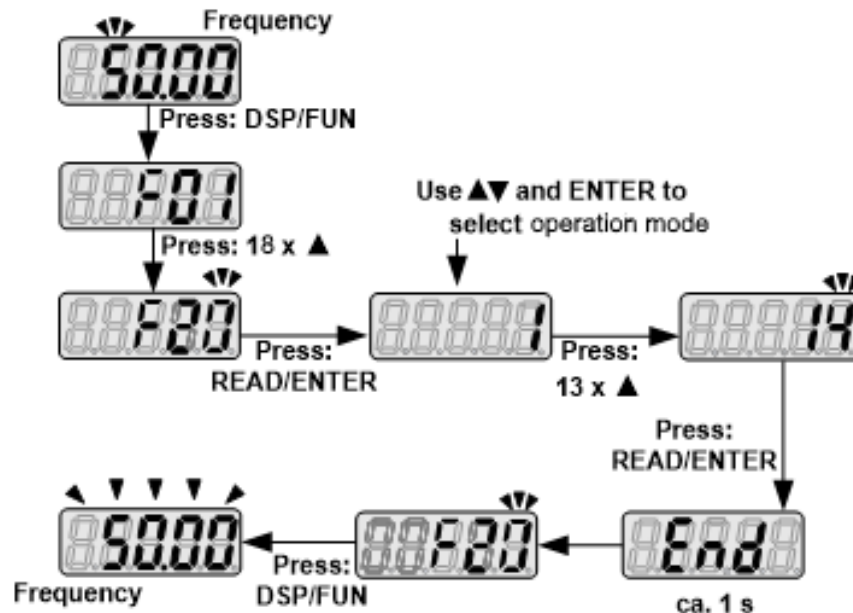 Frequency
50.00
Press: DSP/FUN
F01
Press: 18 x ▲
F20
Press:
READ/ENTER
Use ▲▼ and ENTER to
select operation mode
1
Press:
13 x ▲
14
Press:
READ/ENTER
End
ca. 1 s
F20
Press:
DSP/FUN
50.00
Frequency